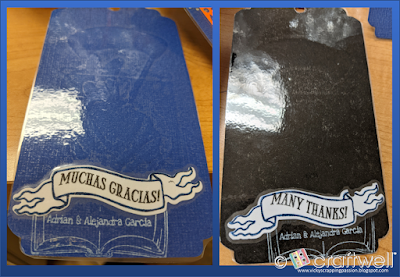 MUCHAS GRACIAS!
Adrian & Alejandra Garcia
MANY THANKS!
Adrian & Alejandra Garcia
© craftwell
www.vickyscrappingpassion.blogspot.com